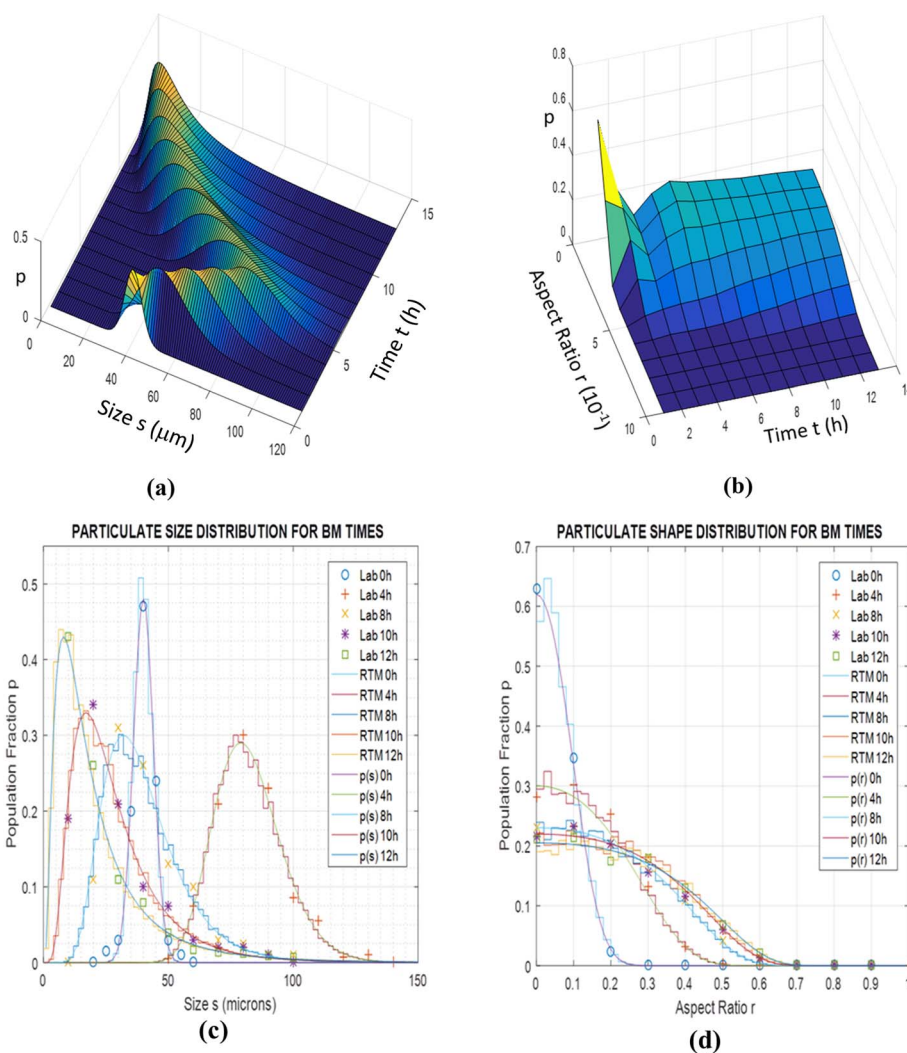 0.5
p
0
0
20
40
60
80
100
120
Size s (μm)
0
5
10
15
Time t (h)
(a)
0.8
p
0.6
0.4
0.2
0
0
5
10
Aspect Ratio r (10-1)
0
2
4
6
8
10
12
14
Time t (h)
(b)
PARTICULATE SIZE DISTRIBUTION FOR BM TIMES
0.5
0.4
0.3
0.2
0.1
0
Population Fraction p
Lab 0h
Lab 4h
Lab 8h
Lab 10h
Lab 12h
RTM 0h
RTM 4h
RTM 8h
RTM 10h
RTM 12h
p(s) 0h
p(s) 4h
p(s) 8h
p(s) 10h
p(s) 12h
0 50 100 150
Size s (microns)
(c)
PARTICULATE SHAPE DISTRIBUTION FOR BM TIMES
0.7
0.6
0.5
0.4
0.3
0.2
0.1
0
Population Fraction p
Lab 0h
Lab 4h
Lab 8h
Lab 10h
Lab 12h
RTM 0h
RTM 4h
RTM 8h
RTM 10h
RTM 12h
p(r) 0h
p(r) 4h
p(r) 8h
p(r) 10h
p(r) 12h
0 0.1 0.2 0.3 0.4 0.5 0.6 0.7 0.8 0.9 1
Aspect Ratio r
(d)